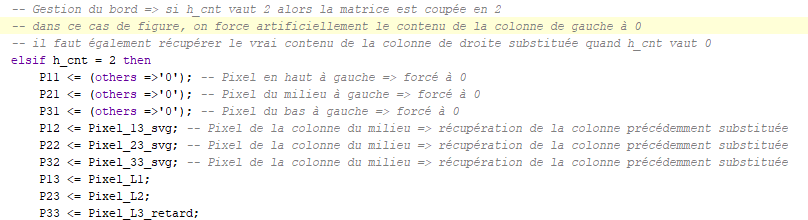 -- Gestion du bord => si h_cnt vaut 2 alors la matrice est coupée en 2
-- dans ce cas de figure, on force artificiellement le contenu de la colonne de gauche à 0
-- il faut également récupérer le vrai contenu de la colonne de droite substituée quand h_cnt vaut 0
elsif h_cnt = 2 then
P11 <= (others =>'0'); -- Pixel en haut à gauche => forcé à 0
P21 <= (others =>'0'); -- Pixel du milieu à gauche => forcé à 0
P31 <= (others =>'0'); -- Pixel du bas à gauche => forcé à 0
P12 <= Pixel_13_svg; -- Pixel de la colonne du milieu => récupération de la colonne précédemment substituée
P22 <= Pixel_23_svg; -- Pixel de la colonne du milieu => récupération de la colonne précédemment substituée
P32 <= Pixel_33_svg; -- Pixel de la colonne du milieu => récupération de la colonne précédemment substituée
P13 <= Pixel_L1;
P23 <= Pixel_L2;
P33 <= Pixel_L3_retard;